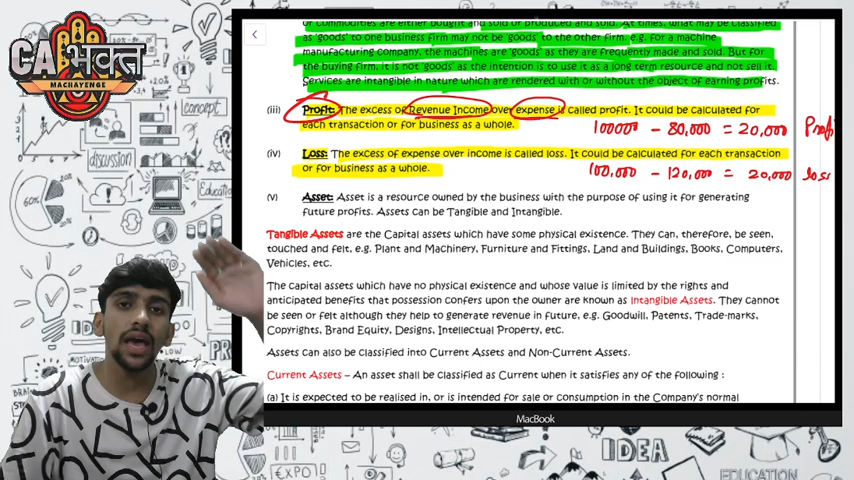 CA भक्त
MACHAYENGE
or commodities are either bought and sold or produced and sold. At times, what may be classified
as 'goods' to one business firm may not be 'goods' to the other firm. e.g. for a machine
manufacturing company, the machines are 'goods' as they are frequently made and sold. But for
the buying firm, it is not 'goods' as the intention is to use it as a long term resource and not sell it.
Services are intangible in nature which are rendered with or without the object of earning profits.
(iii) Profit: The excess of Revenue Income over expense is called profit. It could be calculated for
each transaction or for business as a whole.
100000 - 80,000 = 20,000 Profi
(iv) Loss: The excess of expense over income is called loss. It could be calculated for each transaction
or for business as a whole.
100,000 - 120,000 = 20,000 loss
(v) Asset: Asset is a resource owned by the business with the purpose of using it for generating
future profits. Assets can be Tangible and Intangible.
Tangible Assets are the Capital assets which have some physical existence. They can, therefore, be seen,
touched and felt, e.g. Plant and Machinery, Furniture and Fittings, Land and Buildings, Books, Computers,
Vehicles, etc.
The capital assets which have no physical existence and whose value is limited by the rights and
anticipated benefits that possession confers upon the owner are known as Intangible Assets. They cannot
be seen or felt although they help to generate revenue in future, e.g. Goodwill, Patents, Trade-marks,
Copyrights, Brand Equity, Designs, Intellectual Property, etc.
Assets can also be classified into Current Assets and Non-Current Assets.
Current Assets – An asset shall be classified as Current when it satisfies any of the following :
(a) It is expected to be realised in, or is intended for sale or consumption in the Company's normal
MacBook
concept
discussion
Education
60%
20%
MOTIVATION
TOKYO
EXPO
IDEA
EDUCATION